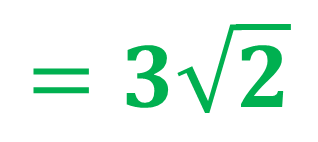 = 3√2